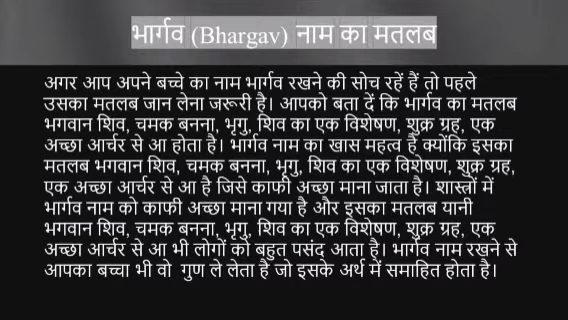 भार्गव (Bhargav) नाम का मतलब
अगर आप अपने बच्चे का नाम भार्गव रखने की सोच रहें हैं तो पहले
उसका मतलब जान लेना जरूरी है। आपको बता दें कि भार्गव का मतलब
भगवान शिव, चमक बनना, भृगु, शिव का एक विशेषण, शुक्र ग्रह, एक
अच्छा आर्चर से आ होता है। भार्गव नाम का खास महत्व है क्योंकि इसका
मतलब भगवान शिव, चमक बनना, भृगु, शिव का एक विशेषण, शुक्र ग्रह,
एक अच्छा आर्चर से आ है जिसे काफी अच्छा माना जाता है। शास्त्रों में
भार्गव नाम को काफी अच्छा माना गया है और इसका मतलब यानी
भगवान शिव, चमक बनना, भृगु, शिव का एक विशेषण, शुक्र ग्रह, एक
अच्छा आर्चर से आ भी लोगों को बहुत पसंद आता है। भार्गव नाम रखने से
आपका बच्चा भी वो गुण ले लेता है जो इसके अर्थ में समाहित होता है।